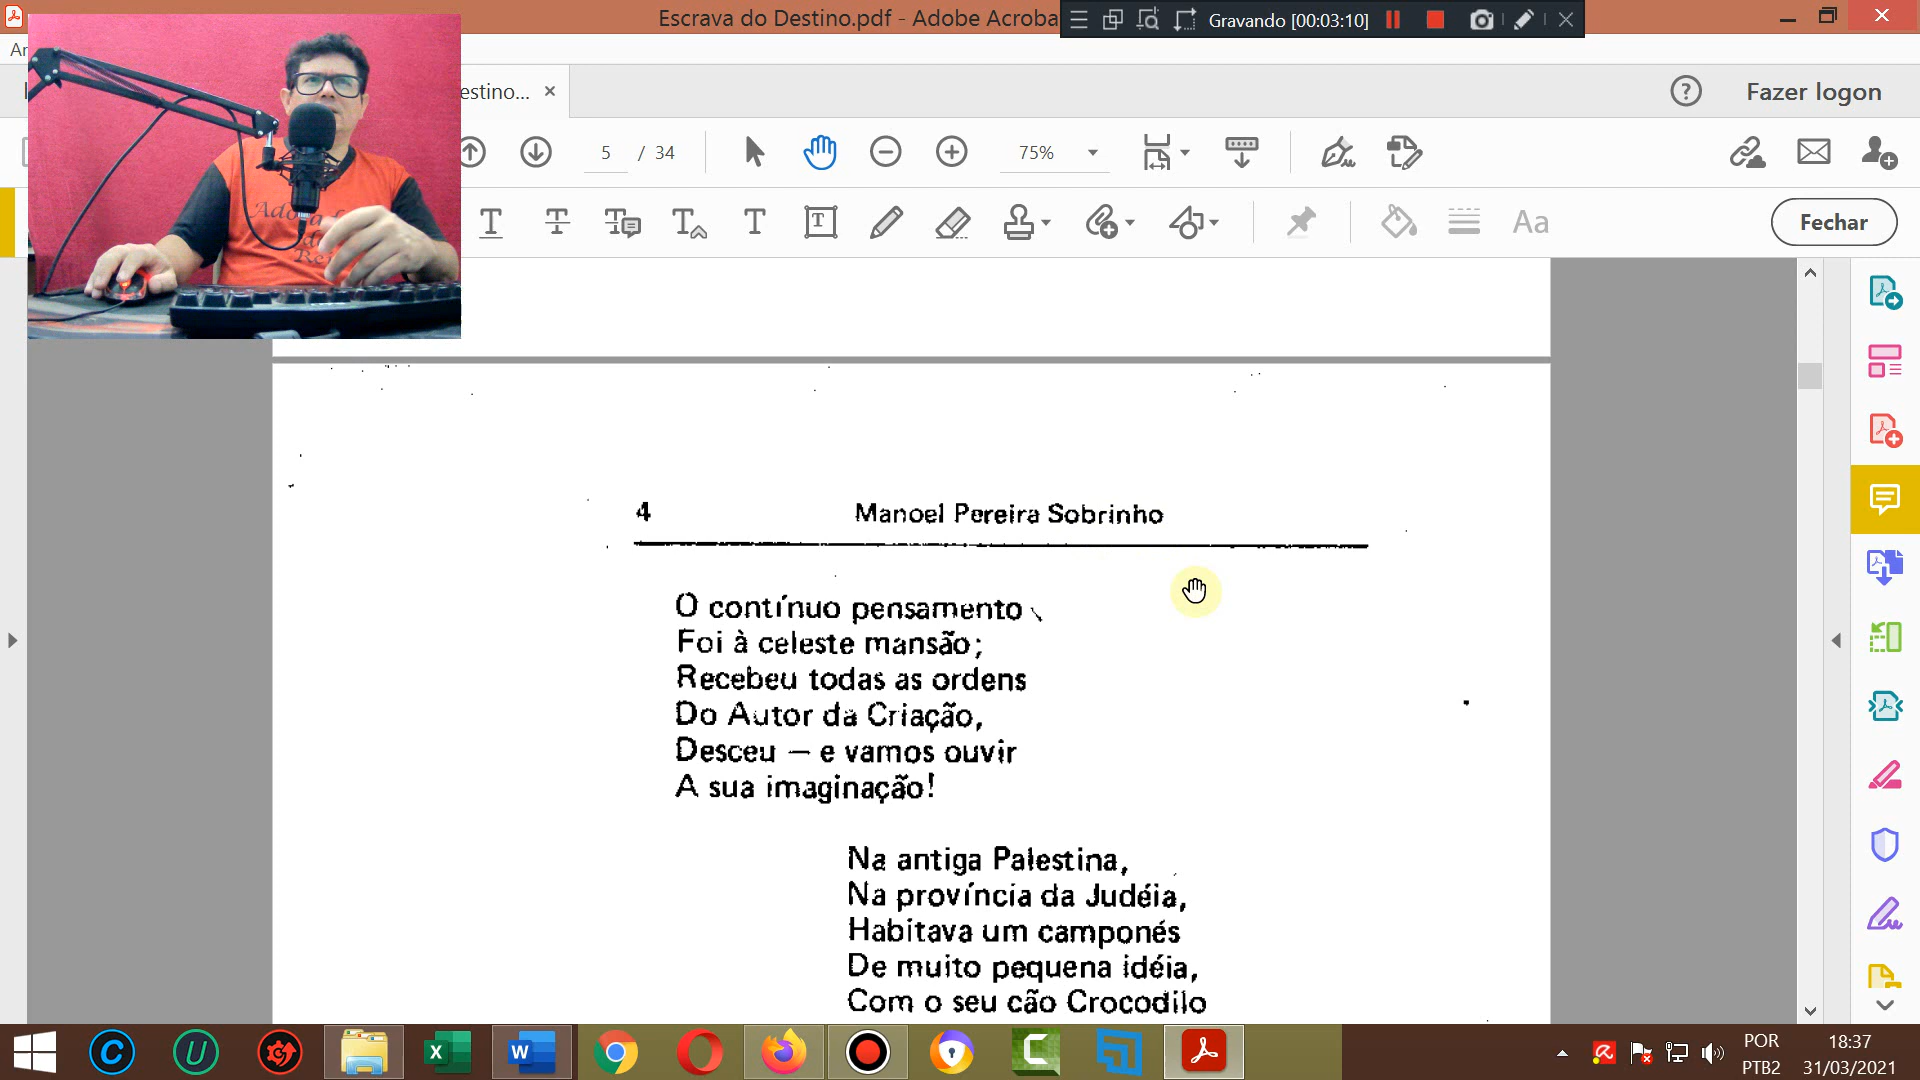 Escrava do Destino.pdf - Adobe Acroba
Gravando [00:03:10]
estino...
Fazer logon
5 / 34
75%
Fechar
4 Manoel Pereira Sobrinho
O contínuo pensamento
Foi à celeste mansão;
Recebeu todas as ordens
Do Autor da Criação,
Desceu — e vamos ouvir
A sua imaginação!
Na antiga Palestina,
Na província da Judéia,
Habitava um camponés
De muito pequena idéia,
Com o seu cão Crocodilo
POR
PTB2
18:37
31/03/2021